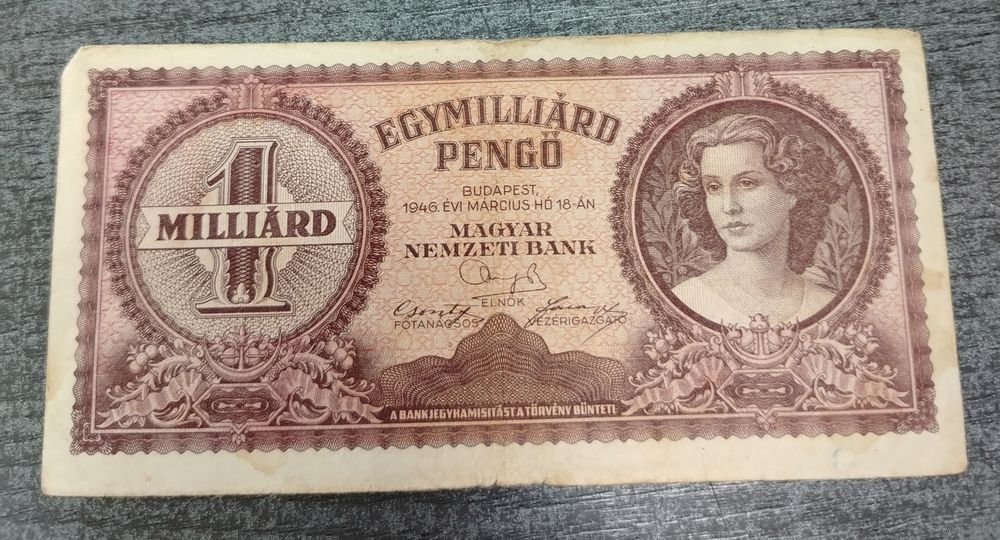 EGYMILLIÁRD
PENGŐ
BUDAPEST,
1946. ÉVI MÁRCIUS HÓ 18-ÁN
MAGYAR
NEMZETI BANK
ELNÖK
FŐTANÁCSOS VEZÉRIGAZGATÓ
1
MILLIÁRD
A BANKJEGYHAMISÍTÁST A TÖRVÉNY BÜNTETI